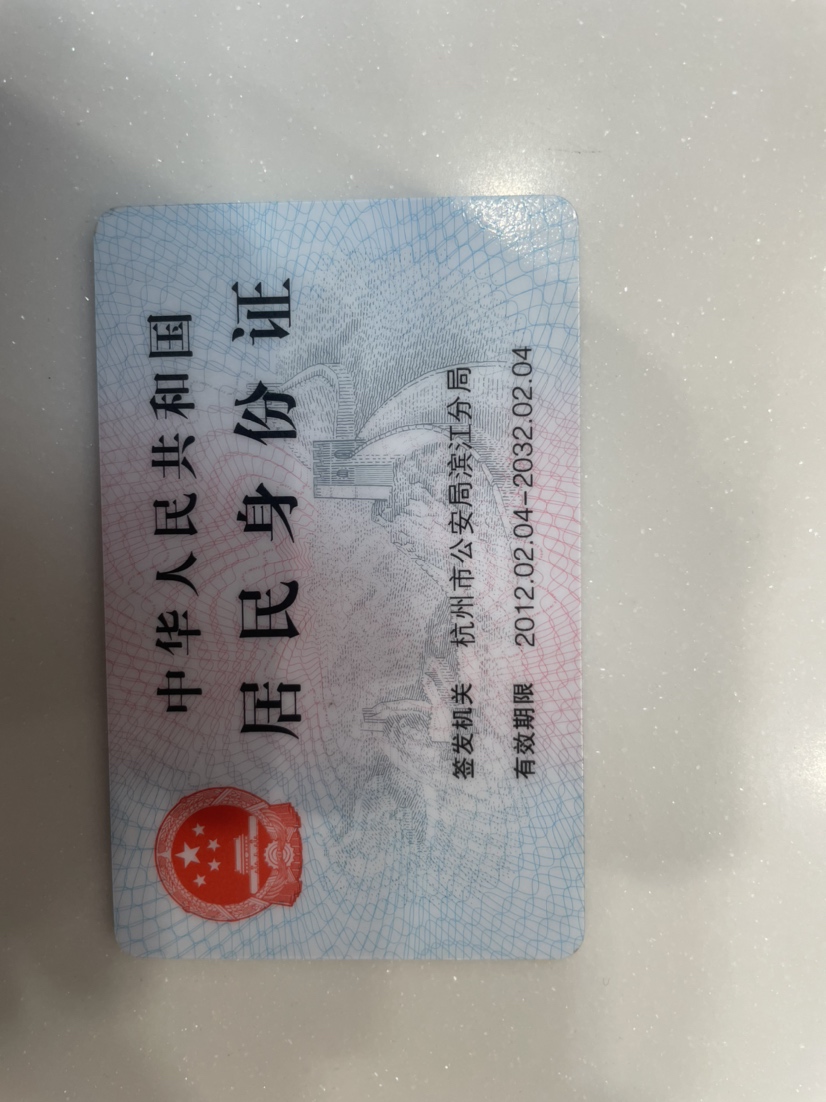 中华人民共和国
居民身份证
签发机关 杭州市公安局滨江分局
有效期限 2012.02.04-2032.02.04